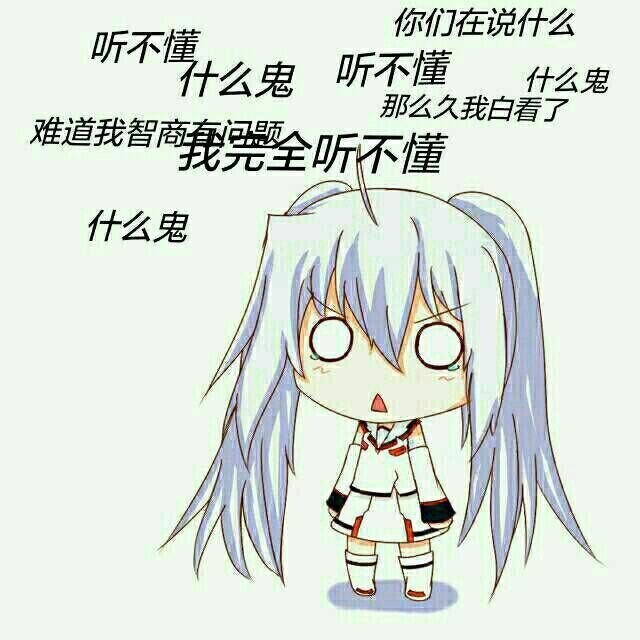 你们在说什么
听不懂
什么鬼
听不懂
什么鬼
那么久我白看了
难道我智商有问题
我完全听不懂
什么鬼